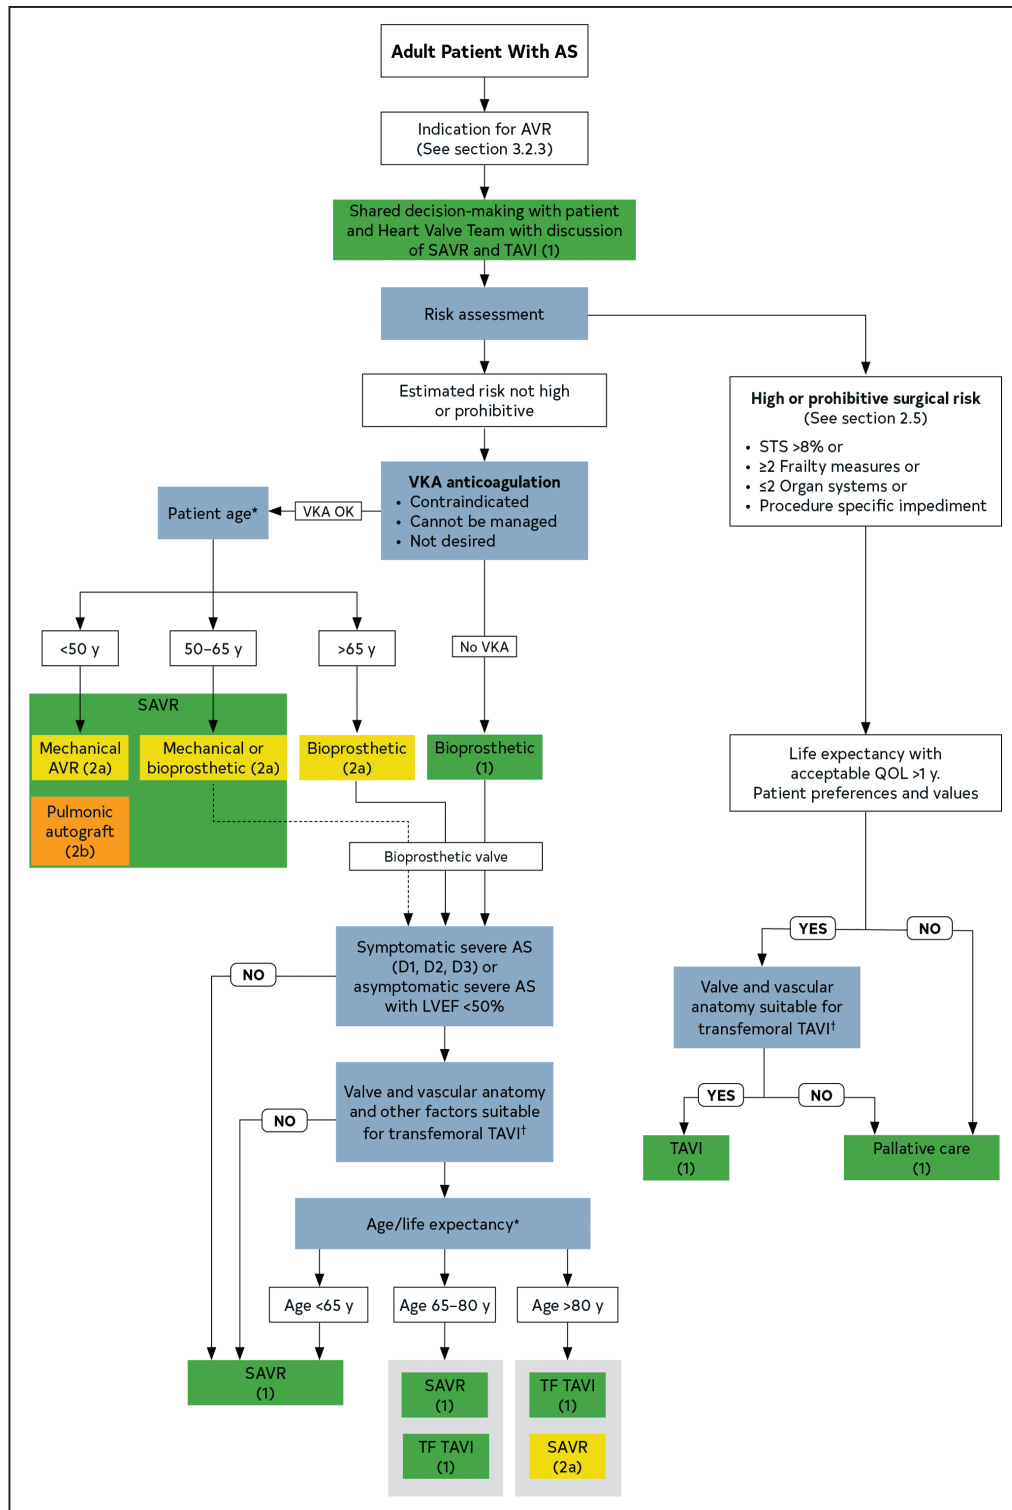 Adult Patient With AS
Indication for AVR
(See section 3.2.3)
Shared decision-making with patient
and Heart Valve Team with discussion
of SAVR and TAVI (1)
Risk assessment
Estimated risk not high
or prohibitive
High or prohibitive surgical risk
(See section 2.5)
• STS >8% or
• ≥2 Frailty measures or
• ≤2 Organ systems or
• Procedure specific impediment
VKA anticoagulation
• Contraindicated
• Cannot be managed
• Not desired
VKA OK
Patient age*
<50 y
50–65 y
>65 y
No VKA
SAVR
Mechanical
AVR (2a)
Mechanical or
bioprosthetic (2a)
Bioprosthetic
(2a)
Bioprosthetic
(1)
Pulmonic
autograft
(2b)
Bioprosthetic valve
Life expectancy with
acceptable QOL >1 y.
Patient preferences and values
YES
NO
Symptomatic severe AS
(D1, D2, D3) or
asymptomatic severe AS
with LVEF <50%
NO
Valve and vascular
anatomy suitable for
transfemoral TAVI†
YES
NO
Valve and vascular anatomy
and other factors suitable
for transfemoral TAVI†
NO
TAVI
(1)
Pallative care
(1)
Age/life expectancy*
Age <65 y
Age 65–80 y
Age >80 y
SAVR
(1)
SAVR
(1)
TF TAVI
(1)
TF TAVI
(1)
SAVR
(2a)